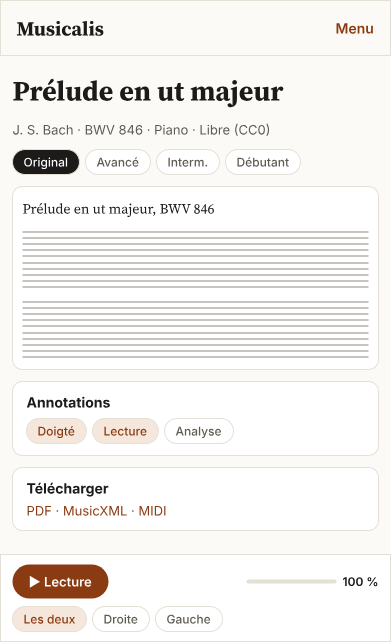 Musicalis Menu
Prélude en ut majeur
J. S. Bach · BWV 846 · Piano · Libre (CC0)
Original Avancé Interm. Débutant
Prélude en ut majeur, BWV 846
Annotations
Doigté Lecture Analyse
Télécharger
PDF · MusicXML · MIDI
▶ Lecture 100 %
Les deux Droite Gauche